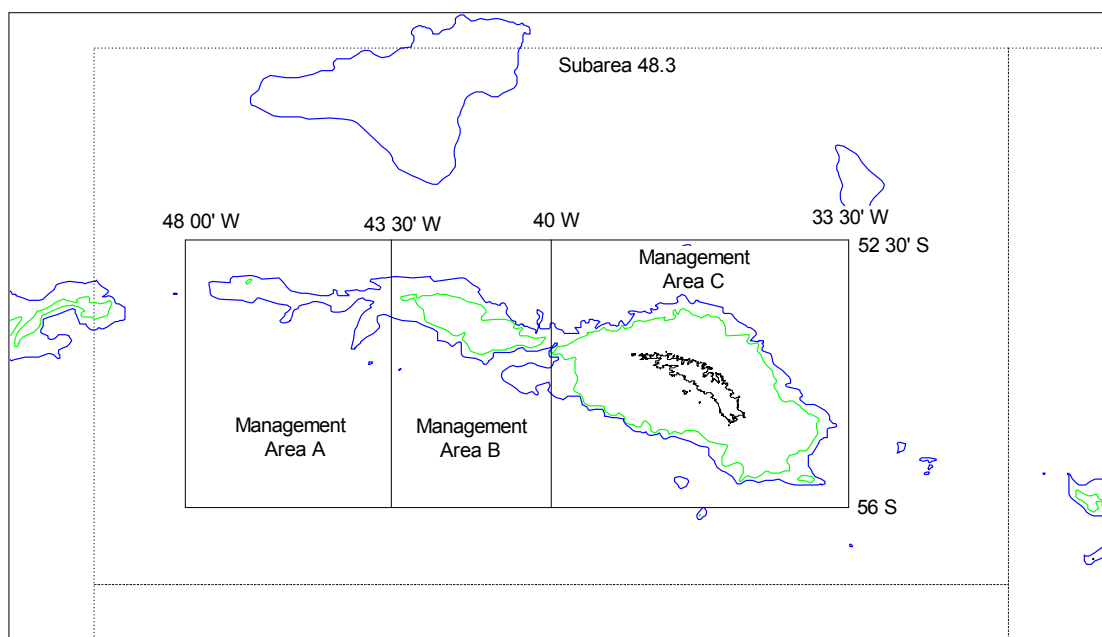 Subarea 48.3
48 00' W
43 30' W
40 W
33 30' W
52 30' S
Management
Area C
Management
Area A
Management
Area B
56 S